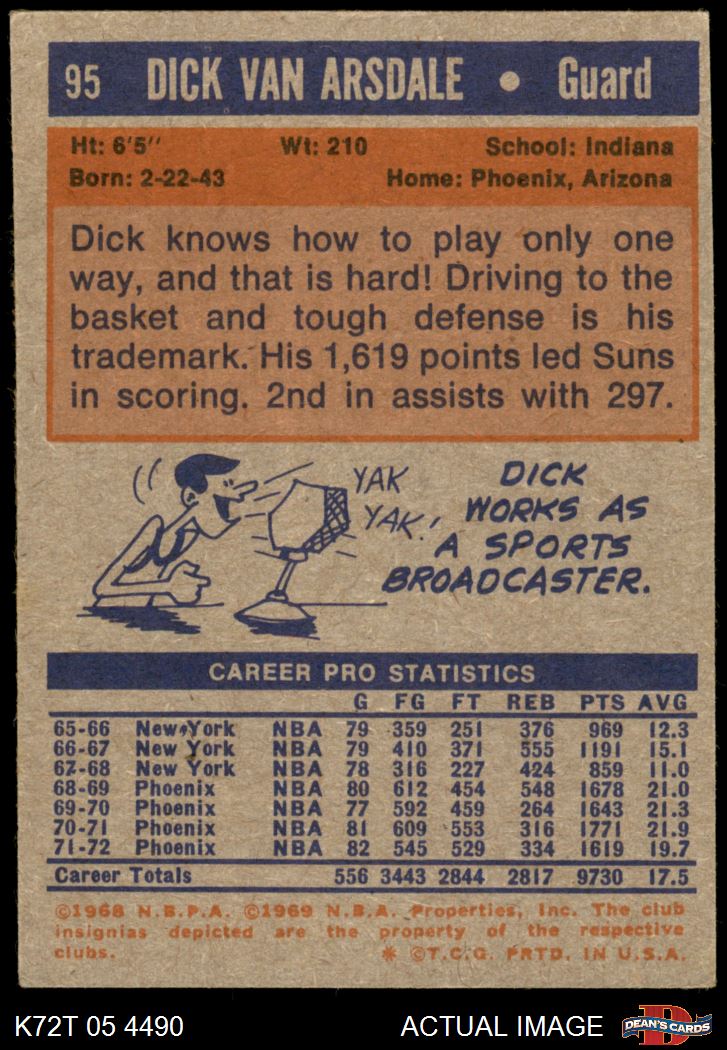 95 DICK VAN ARSDALE • Guard
Ht: 6'5" Wt: 210 School: Indiana
Born: 2-22-43 Home: Phoenix, Arizona
Dick knows how to play only one
way, and that is hard! Driving to the
basket and tough defense is his
trademark. His 1,619 points led Suns
in scoring. 2nd in assists with 297.
YAK
YAK!
DICK
WORKS AS
A SPORTS
BROADCASTER.
CAREER PRO STATISTICS
G FG FT REB PTS AVG
65-66 New York NBA 79 359 251 376 969 12.3
66-67 New York NBA 79 410 371 555 1191 15.1
67-68 New York NBA 78 316 227 424 859 11.0
68-69 Phoenix NBA 80 612 454 548 1678 21.0
69-70 Phoenix NBA 77 592 459 264 1643 21.3
70-71 Phoenix NBA 81 609 553 316 1771 21.9
71-72 Phoenix NBA 82 545 529 334 1619 19.7
Career Totals 556 3443 2844 2817 9730 17.5
©1968 N.B.P.A. ©1969 N.B.A. Properties, Inc. The club
insignias depicted are the property of the respective
clubs. * ©T.C.G. PRTD. IN U.S.A.
K72T 05 4490 ACTUAL IMAGE
D
DEAN'S CARDS